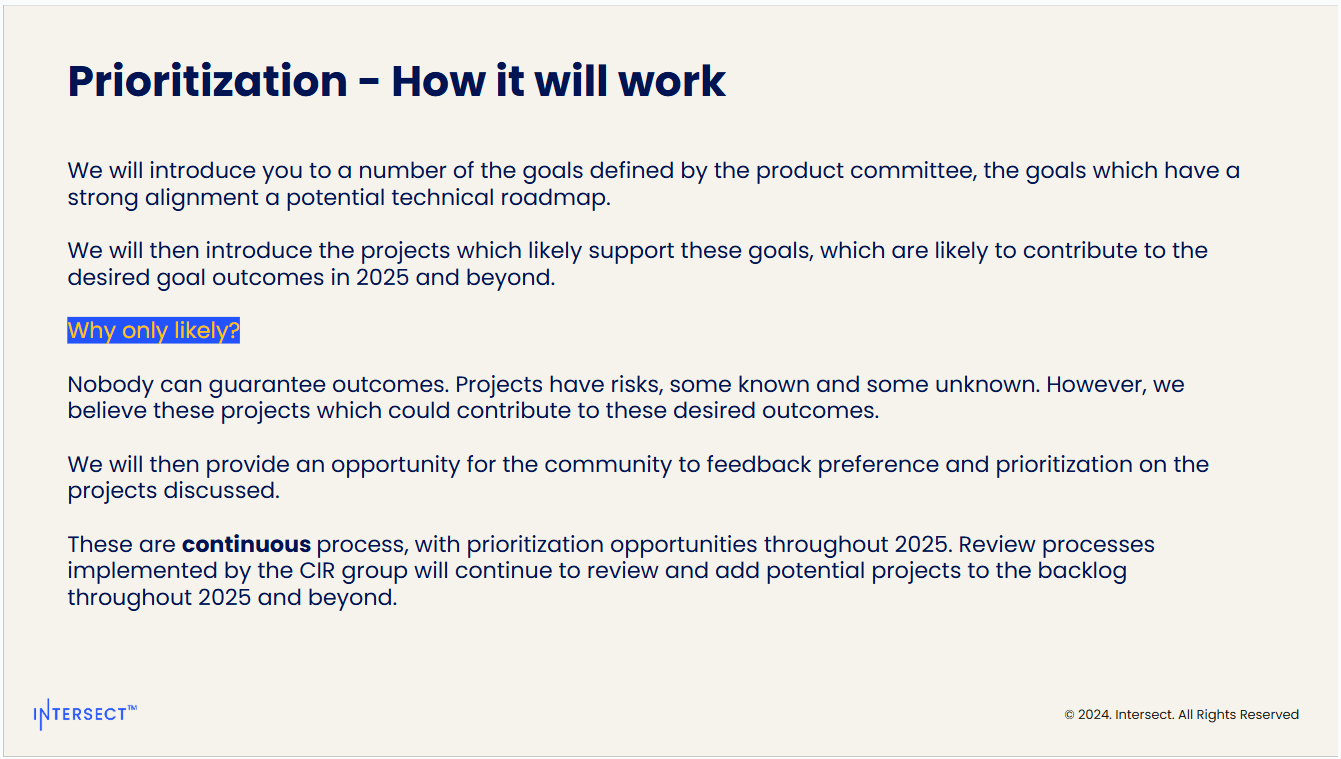 Prioritization - How it will work
We will introduce you to a number of the goals defined by the product committee, the goals which have a
strong alignment a potential technical roadmap.
We will then introduce the projects which likely support these goals, which are likely to contribute to the
desired goal outcomes in 2025 and beyond.
Why only likely?
Nobody can guarantee outcomes. Projects have risks, some known and some unknown. However, we
believe these projects which could contribute to these desired outcomes.
We will then provide an opportunity for the community to feedback preference and prioritization on the
projects discussed.
These are continuous process, with prioritization opportunities throughout 2025. Review processes
implemented by the CIR group will continue to review and add potential projects to the backlog
throughout 2025 and beyond.
INTERSECT™
© 2024. Intersect. All Rights Reserved